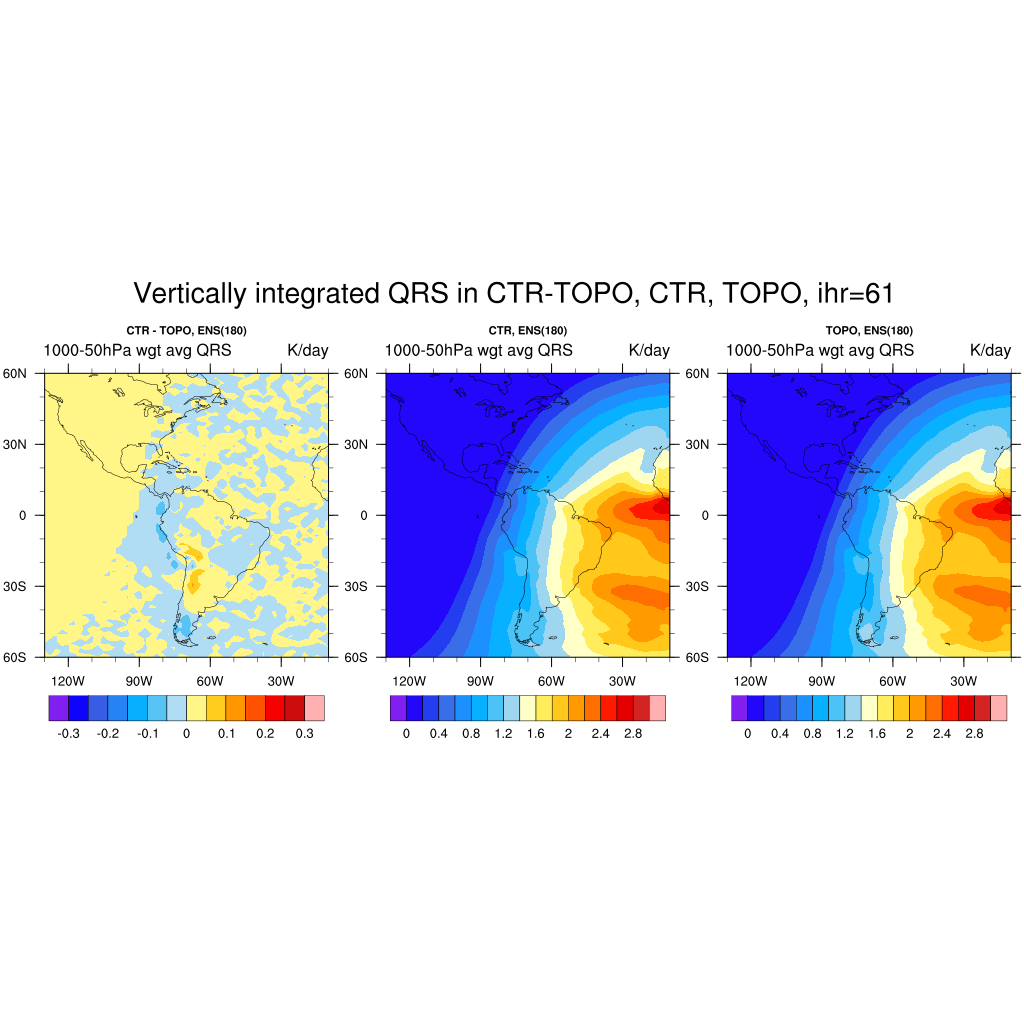 Vertically integrated QRS in CTR-TOPO, CTR, TOPO, ihr=61
CTR - TOPO, ENS(180)
1000-50hPa wgt avg QRS K/day
60N
30N
0
30S
60S
120W 90W 60W 30W
-0.3 -0.2 -0.1 0 0.1 0.2 0.3
CTR, ENS(180)
1000-50hPa wgt avg QRS K/day
60N
30N
0
30S
60S
120W 90W 60W 30W
0 0.4 0.8 1.2 1.6 2 2.4 2.8
TOPO, ENS(180)
1000-50hPa wgt avg QRS K/day
60N
30N
0
30S
60S
120W 90W 60W 30W
0 0.4 0.8 1.2 1.6 2 2.4 2.8